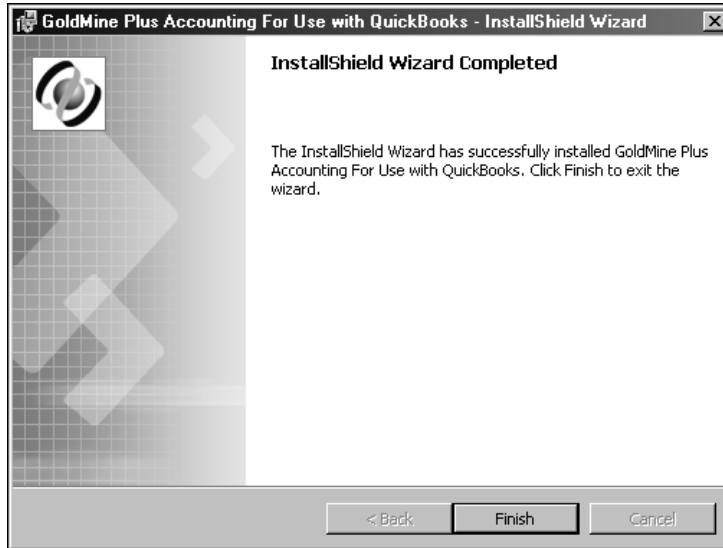 GoldMine Plus Accounting For Use with QuickBooks - InstallShield Wizard
InstallShield Wizard Completed
The InstallShield Wizard has successfully installed GoldMine Plus
Accounting For Use with QuickBooks. Click Finish to exit the
wizard.
< Back
Finish
Cancel